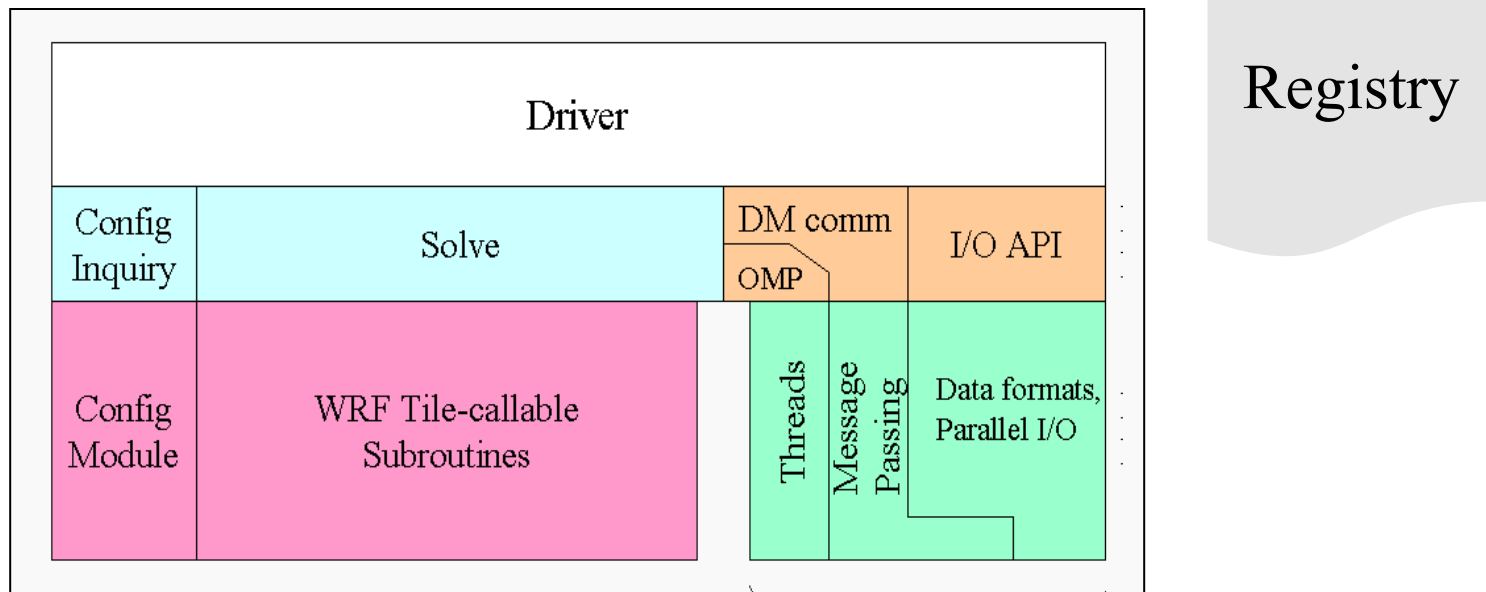 Registry
Driver
Config
Inquiry
Solve
DM comm
OMP
I/O API
Config
Module
WRF Tile-callable
Subroutines
Threads
Message
Passing
Data formats,
Parallel I/O